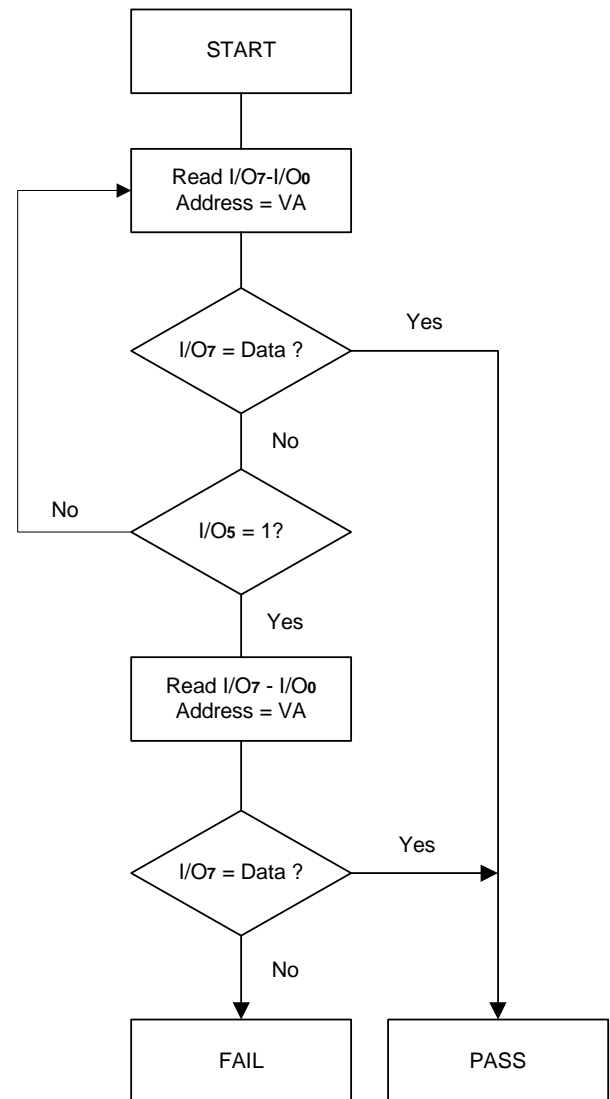 START
Read I/O7-I/O0
Address = VA
I/O7 = Data ?
Yes
No
No
I/O5 = 1?
Yes
Read I/O7 - I/O0
Address = VA
I/O7 = Data ?
Yes
No
FAIL
PASS